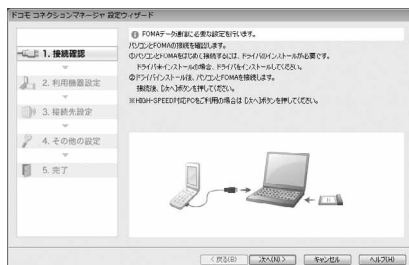 ドコモ コネクションマネージャ 設定ウィザード
1. 接続確認
2. 利用機器設定
3. 接続先設定
4. その他の設定
5. 完了
FOMAデータ通信に必要な設定を行います。
パソコンとFOMAの接続を確認します。
①パソコンとFOMAをはじめて接続するには、ドライバのインストールが必要です。
ドライバ未インストールの場合、ドライバをインストールしてください。
②ドライバインストール後、パソコンとFOMAを接続します。
接続後、[次へ]ボタンを押してください。
※HIGH-SPEED対応PCをご利用の場合は[次へ]ボタンを押してください。
< 戻る(B)
次へ(N) >
キャンセル
ヘルプ(H)